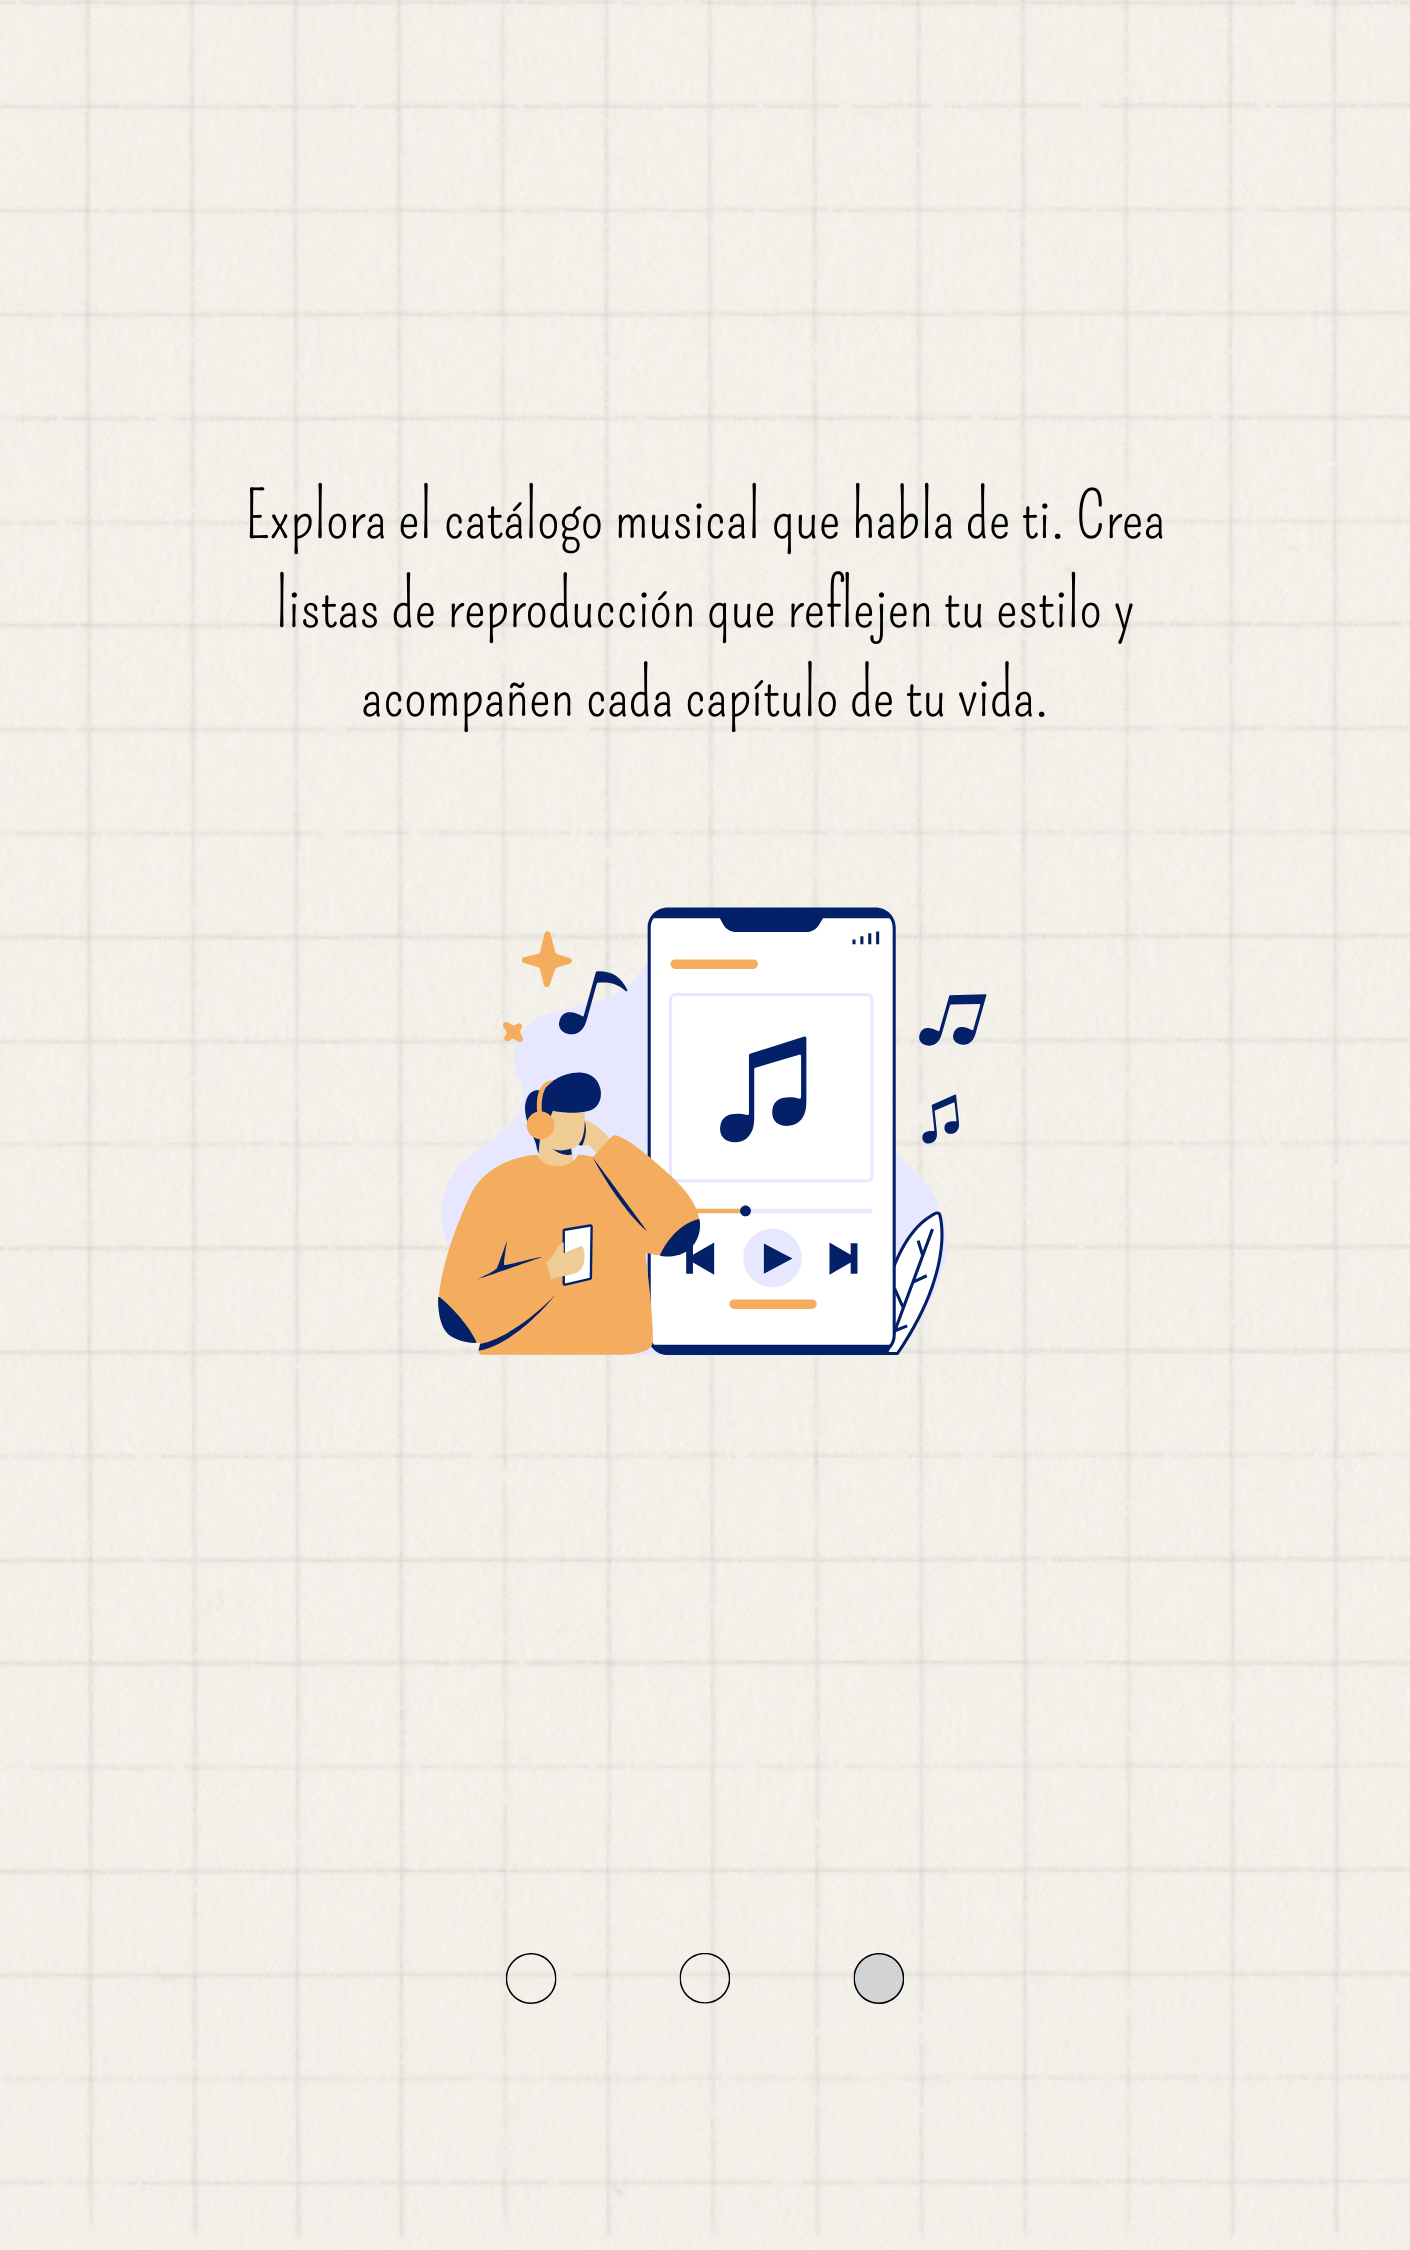 Explora el catálogo musical que habla de ti. Crea
listas de reproducción que reflejen tu estilo y
acompañen cada capítulo de tu vida.